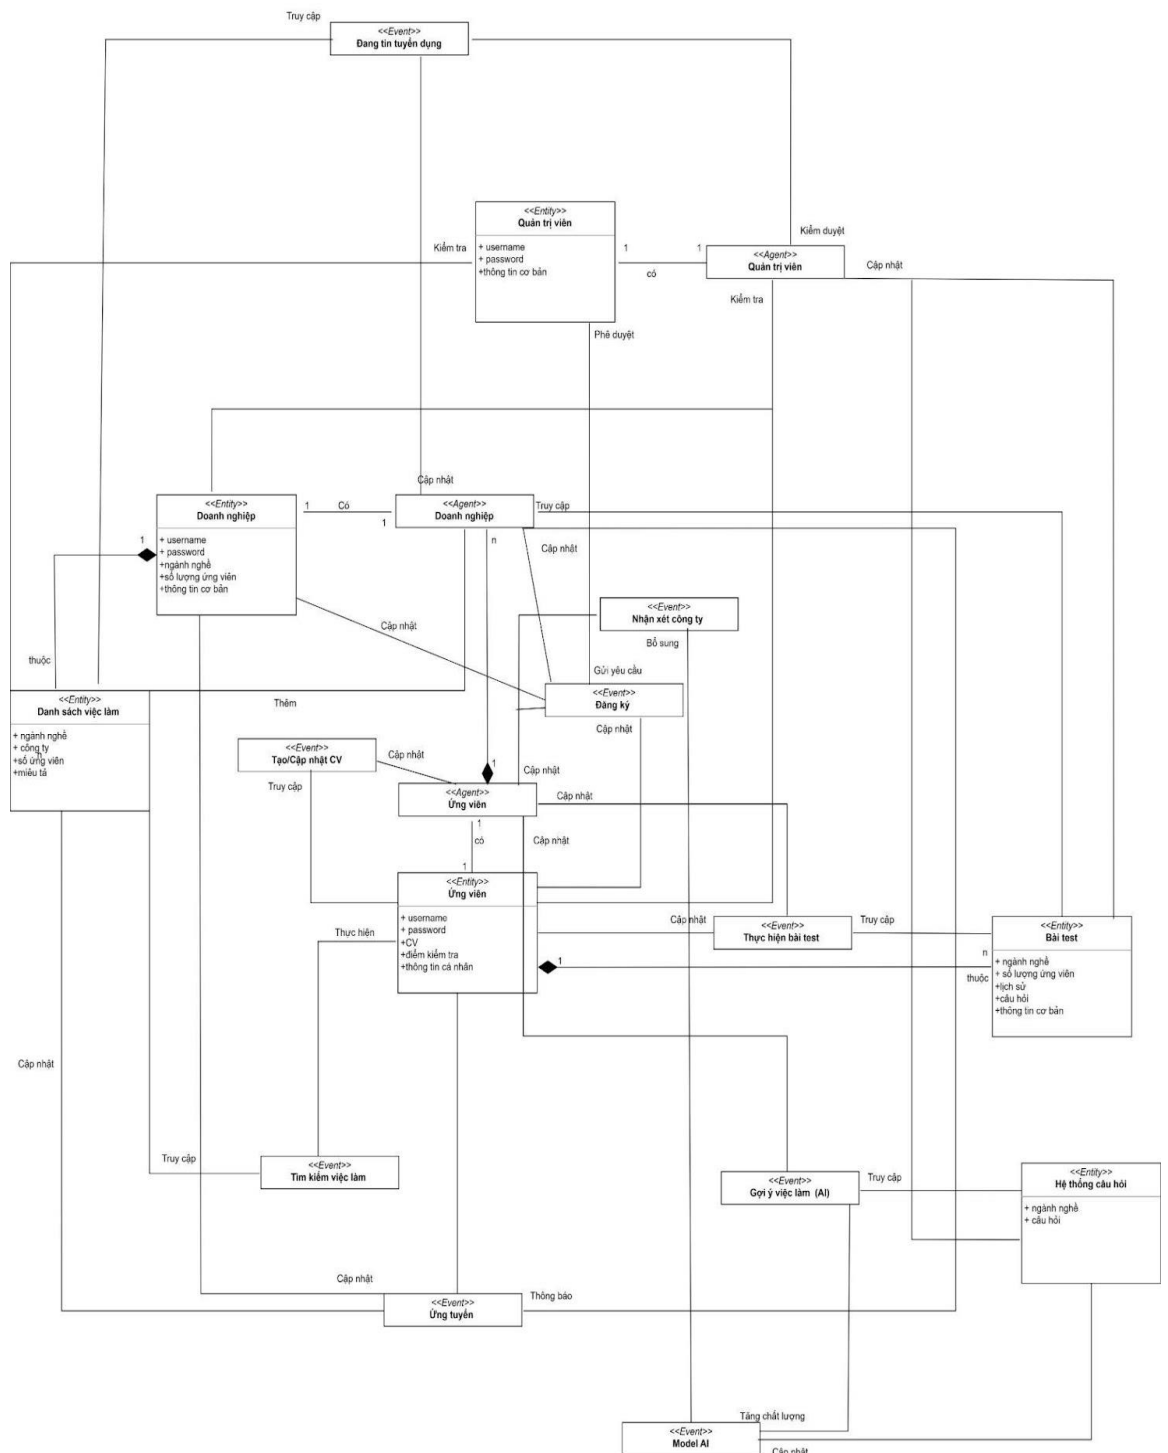 Truy cập
<<Event>>
Đang tin tuyển dụng
<<Entity>>
Quản trị viên
+ username
+ password
+thông tin cơ bản
Kiểm tra
1
1
có
Kiểm duyệt
<<Agent>>
Quản trị viên
Cập nhật
Kiểm tra
Phê duyệt
Cập nhật
<<Entity>>
Doanh nghiệp
+ username
+ password
+ngành nghề
+số lượng ứng viên
+thông tin cơ bản
1
Có
1
<<Agent>>
Doanh nghiệp
Truy cập
n
Cập nhật
1
thuộc
Cập nhật
<<Event>>
Nhận xét công ty
Bổ sung
Gửi yêu cầu
<<Event>>
Đăng ký
Cập nhật
Thêm
<<Entity>>
Danh sách việc làm
+ ngành nghề
+ công ty
n
+số ứng viên
+miêu tả
<<Event>>
Tạo/Cập nhật CV
Cập nhật
Truy cập
1
Cập nhật
<<Agent>>
Ứng viên
Cập nhật
1
có
1
Cập nhật
<<Entity>>
Ứng viên
+ username
+ password
+CV
+điểm kiểm tra
+thông tin cá nhân
Thực hiện
Cập nhật
<<Event>>
Thực hiện bài test
Truy cập
<<Entity>>
Bài test
+ ngành nghề
+ số lượng ứng viên
+lịch sử
+câu hỏi
+thông tin cơ bản
1
n
thuộc
Cập nhật
Truy cập
<<Event>>
Tìm kiếm việc làm
<<Event>>
Gợi ý việc làm (AI)
Truy cập
<<Entity>>
Hệ thống câu hỏi
+ ngành nghề
+ câu hỏi
Cập nhật
<<Event>>
Ứng tuyển
Thông báo
Tăng chất lượng
<<Event>>
Model AI
Cập nhật